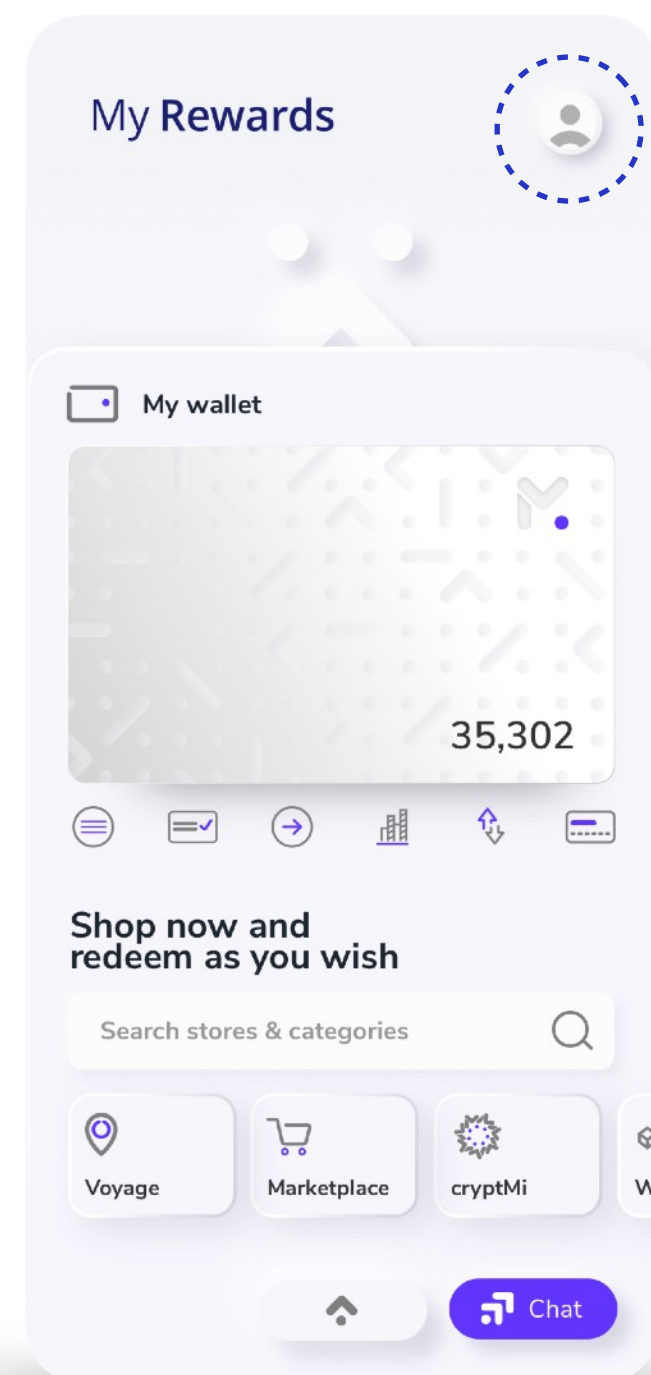 My Rewards
My wallet
35,302
Shop now and
redeem as you wish
Search stores & categories
Voyage
Marketplace
cryptMi
W
Chat